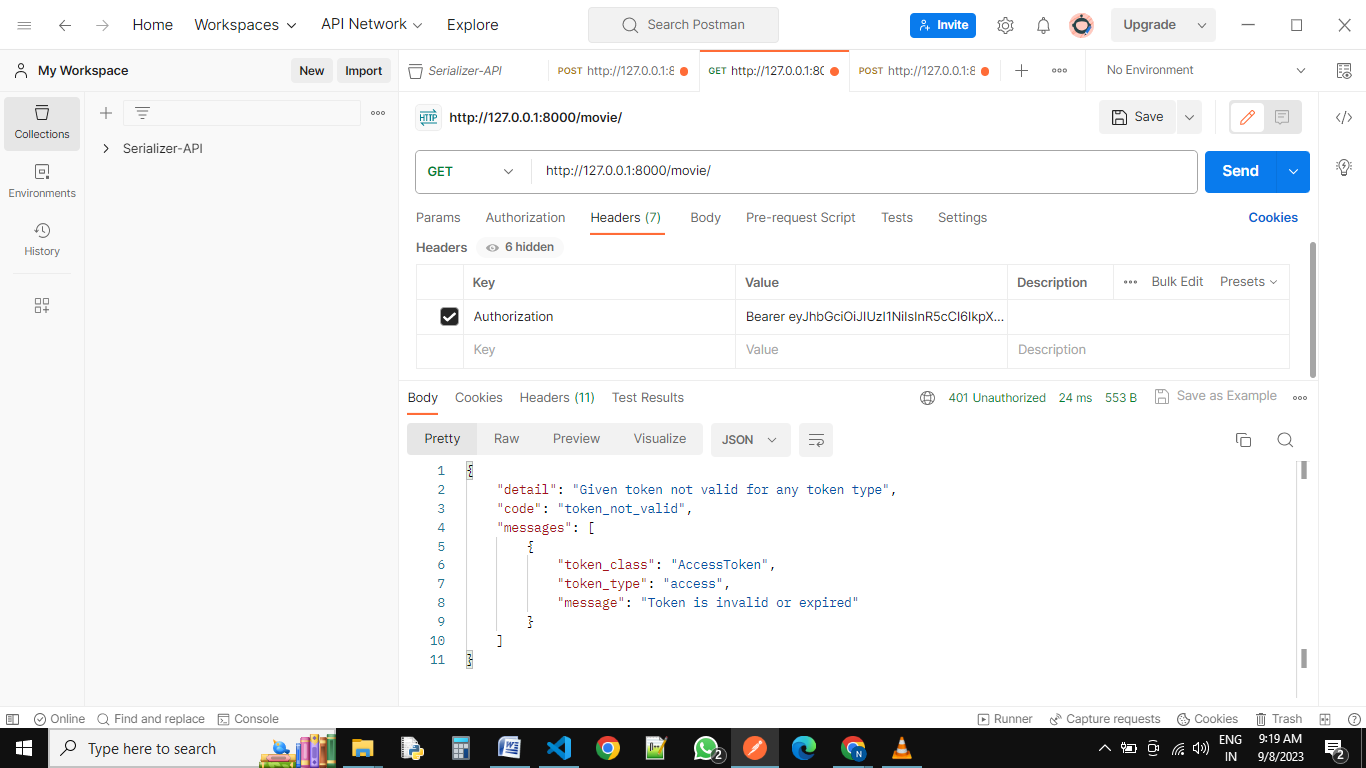 Home Workspaces API Network Explore Search Postman Invite Upgrade
My Workspace New Import Serializer-API POST http://127.0.0.1:8 GET http://127.0.0.1:80 POST http://127.0.0.1:8 No Environment
Collections
Environments
History
Serializer-API
HTTP http://127.0.0.1:8000/movie/ Save
GET http://127.0.0.1:8000/movie/ Send
Params Authorization Headers (7) Body Pre-request Script Tests Settings Cookies
Headers 6 hidden
Key Value Description Bulk Edit Presets
Authorization Bearer eyJhbGciOiJIUzI1NiIsInR5cCI6IkpX...
Key Value Description
Body Cookies Headers (11) Test Results 401 Unauthorized 24 ms 553 B Save as Example
Pretty Raw Preview Visualize JSON
1 {
2 "detail": "Given token not valid for any token type",
3 "code": "token_not_valid",
4 "messages": [
5 {
6 "token_class": "AccessToken",
7 "token_type": "access",
8 "message": "Token is invalid or expired"
9 }
10 ]
11 }
Online Find and replace Console Runner Capture requests Cookies Trash
Type here to search 2 N ENG 9:19 AM
IN 9/8/2023 2